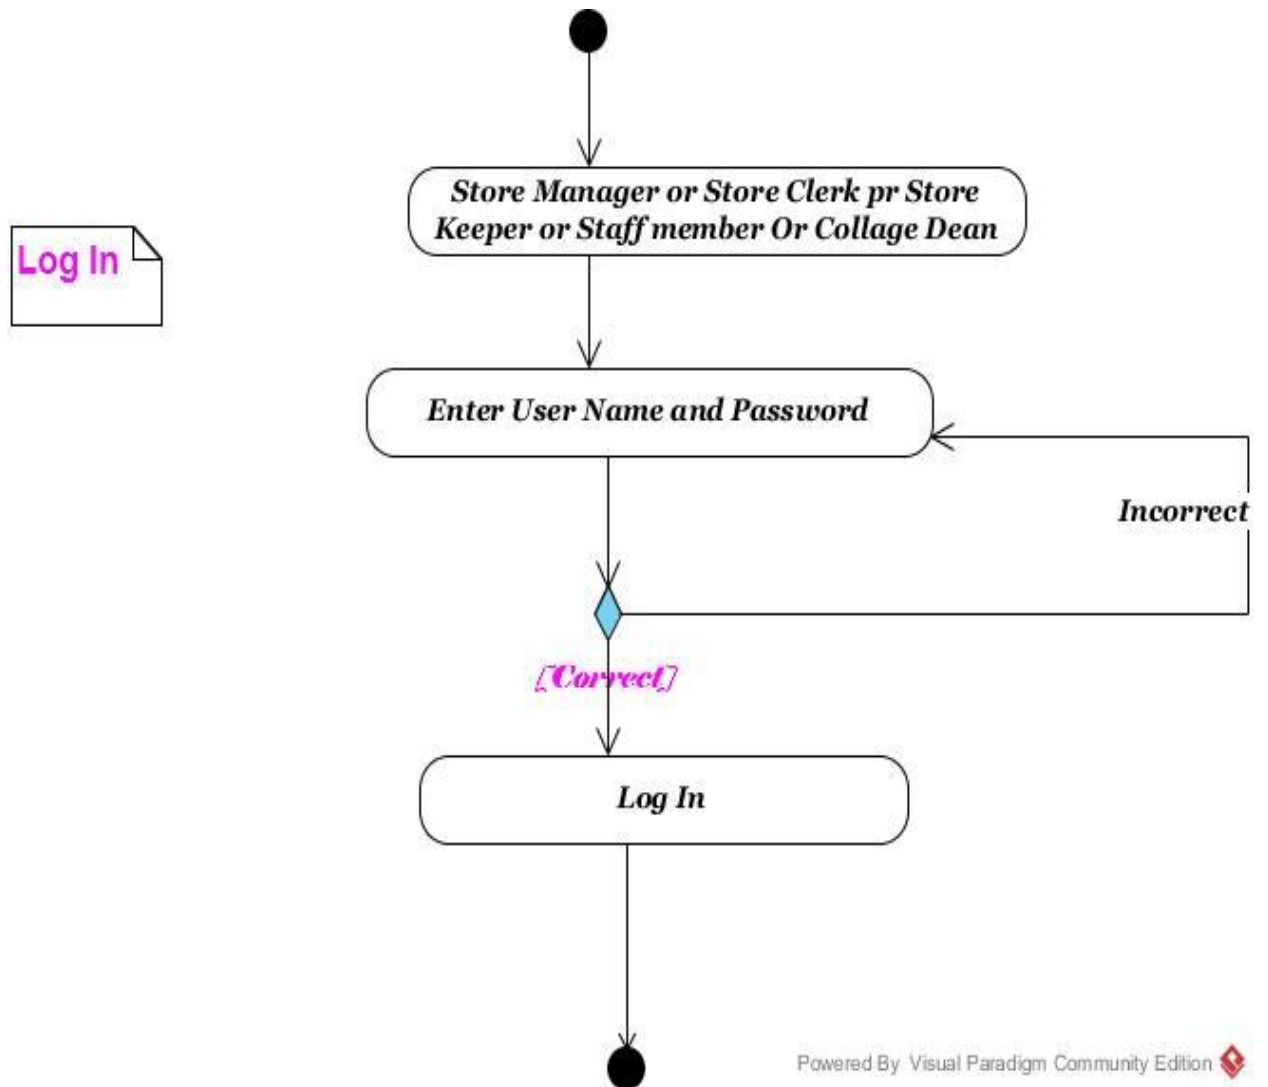 Store Manager or Store Clerk pr Store
Keeper or Staff member Or Collage Dean
Log In
Enter User Name and Password
Incorrect
[Correct]
Log In
Powered By Visual Paradigm Community Edition